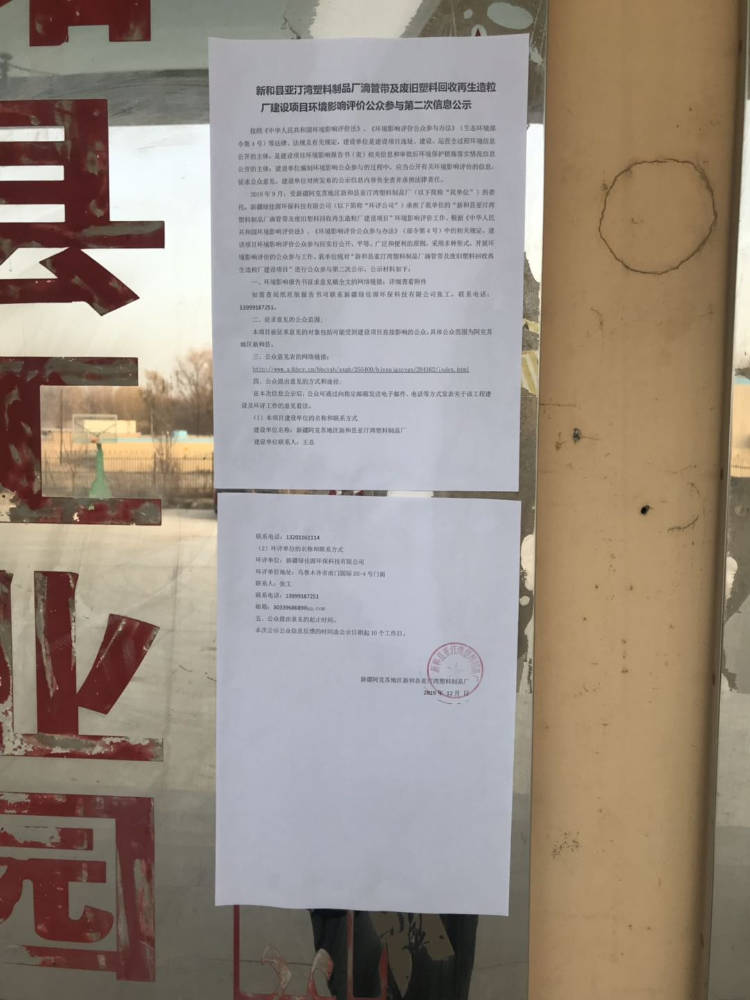 新和县亚汀湾塑料制品厂滴管带及废旧塑料回收再生造粒
厂建设项目环境影响评价公众参与第二次信息公示
按照《中华人民共和国环境影响评价法》、《环境影响评价公众参与办法》（生态环境部
令第4号）等法律、法规及有关规定，建设单位是建设项目选址、建设、运营全过程环境信息
公开的主体，是建设项目环境影响报告书（表）相关信息和审批后环境保护措施落实情况信息
公开的主体；建设单位编制环境影响公众参与的过程中，应当公开有关环境影响评价的信息，
征求公众意见。建设单位对所发布的公示信息内容负全责并承担法律责任。
2019年9月，受新疆阿克苏地区新和县亚汀湾塑料制品厂（以下简称“我单位”）的委
托，新疆绿佳源环保科技有限公司（以下简称“环评公司”）承担了我单位的“新和县亚汀湾
塑料制品厂滴管带及废旧塑料回收再生造粒厂建设项目”环境影响评价工作。根据《中华人民
共和国环境影响评价法》、《环境影响评价公众参与办法》（部令第4号）中的相关规定，建
设项目环境影响评价公众参与应实行公开、平等、广泛和便利的原则，采用多种形式，开展环
境影响评价的公众参与工作。我单位现对“新和县亚汀湾塑料制品厂滴管带及废旧塑料回收再
生造粒厂建设项目”进行公众参与第二次公示。公示材料如下：
一、环境影响报告书征求意见稿全文的网络链接：详细查看附件
如需查阅纸质版报告书可联系新疆绿佳源环保科技有限公司张工，联系电话：
13999187251。
二、征求意见的公众范围；
本项目被征求意见的对象包括可能受到建设项目直接影响的公众。具体公众范围为阿克苏
地区新和县。
三、公众意见表的网络链接：
http://www.xjhbcy.cn/hbcyxh/xxgk/255400/hjyxpjgzcygs/284162/index.html
四、公众提出意见的方式和途径；
在本次信息公示后，公众可通过向指定邮箱发送电子邮件、电话等方式发表关于该工程建
设及环评工作的意见看法。
（1）本项目建设单位的名称和联系方式
建设单位名称：新疆阿克苏地区新和县亚汀湾塑料制品厂
建设单位联系人：王总
联系电话：13201161114
（2）环评单位的名称和联系方式
环评单位：新疆绿佳源环保科技有限公司
环评单位地址：乌鲁木齐市南门国际D3-4号门面
联系人：张工
联系电话：13999187251
邮箱：3033968689@qq.com
五、公众提出意见的起止时间。
本次公示公众信息反馈的时间由公示日期起10个工作日。
新和县亚汀湾塑料制品厂
新疆阿克苏地区新和县亚汀湾塑料制品厂
2019年 12月 日
县
工
业
园